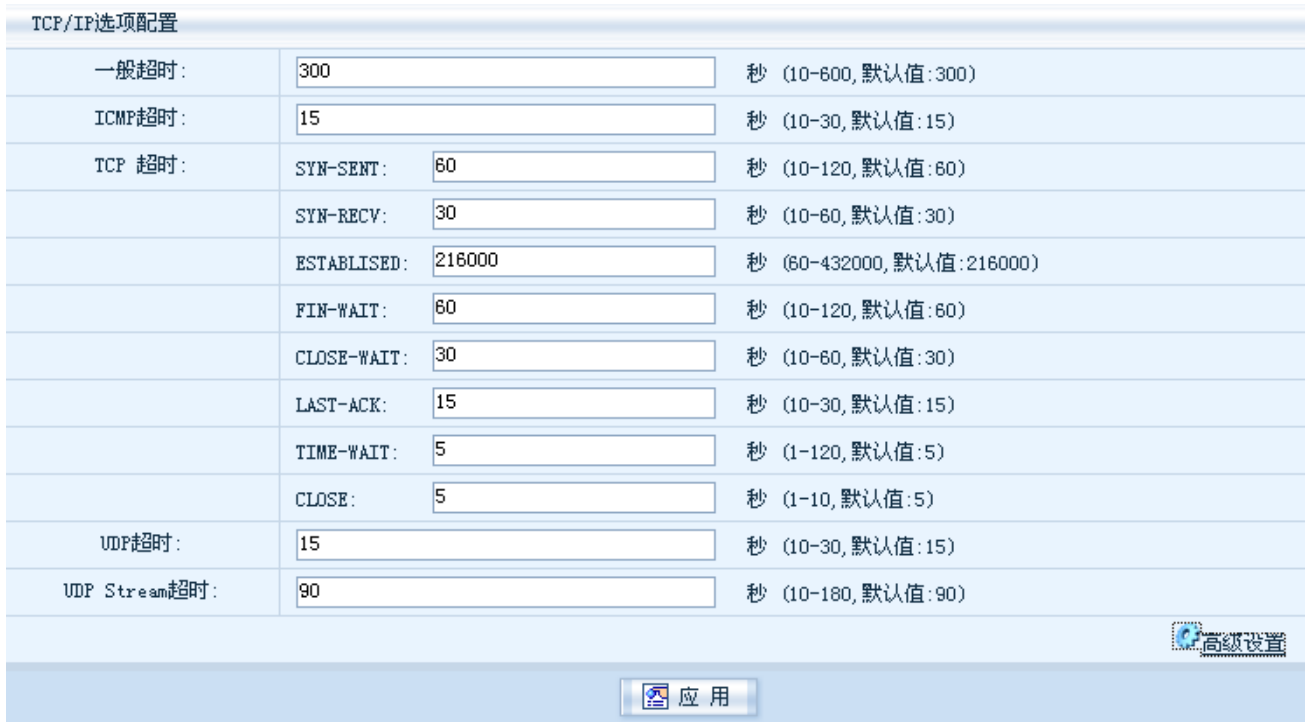 TCP/IP选项配置
一般超时: 300 秒 (10-600,默认值:300)
ICMP超时: 15 秒 (10-30,默认值:15)
TCP 超时: SYN-SENT: 60 秒 (10-120,默认值:60)
SYN-RECV: 30 秒 (10-60,默认值:30)
ESTABLISED: 216000 秒 (60-432000,默认值:216000)
FIN-WAIT: 60 秒 (10-120,默认值:60)
CLOSE-WAIT: 30 秒 (10-60,默认值:30)
LAST-ACK: 15 秒 (10-30,默认值:15)
TIME-WAIT: 5 秒 (1-120,默认值:5)
CLOSE: 5 秒 (1-10,默认值:5)
UDP超时: 15 秒 (10-30,默认值:15)
UDP Stream超时: 90 秒 (10-180,默认值:90)
高级设置
应 用